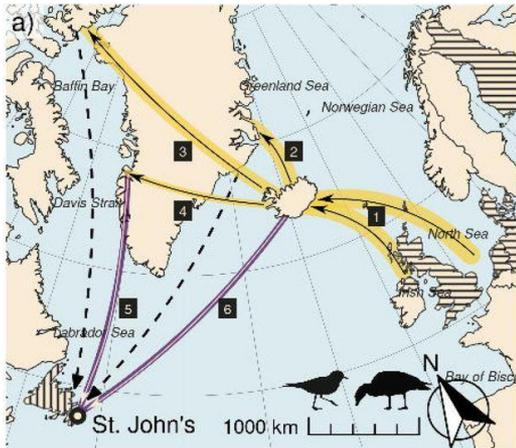 a)
Baffin Bay
Greenland Sea
Norwegian Sea
3
2
Davis Strait
4
1
North Sea
Irish Sea
5
6
Labrador Sea
N
Bay of Bisc
St. John's
1000 km